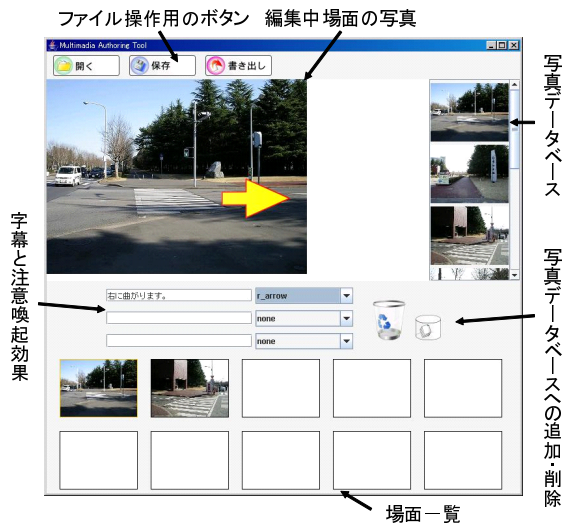 ファイル操作用のボタン 編集中場面の写真
Multimadia Authoring Tool
開く 保存 書き出し
写真データベース
字幕と注意喚起効果
右に曲がります。 r_arrow
none
none
写真データベースへの追加・削除
場面一覧